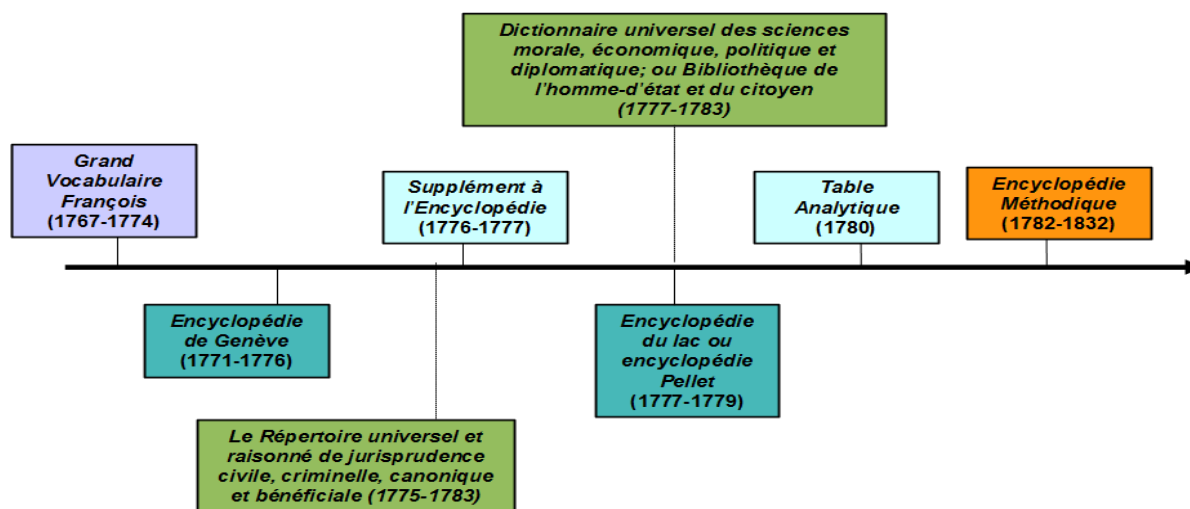 Dictionnaire universel des sciences
morale, économique, politique et
diplomatique; ou Bibliothèque de
l'homme-d'état et du citoyen
(1777-1783)
Grand
Vocabulaire
François
(1767-1774)
Supplément à
l'Encyclopédie
(1776-1777)
Table
Analytique
(1780)
Encyclopédie
Méthodique
(1782-1832)
Encyclopédie
de Genève
(1771-1776)
Encyclopédie
du lac ou
encyclopédie
Pellet
(1777-1779)
Le Répertoire universel et
raisonné de jurisprudence
civile, criminelle, canonique
et bénéficiale (1775-1783)